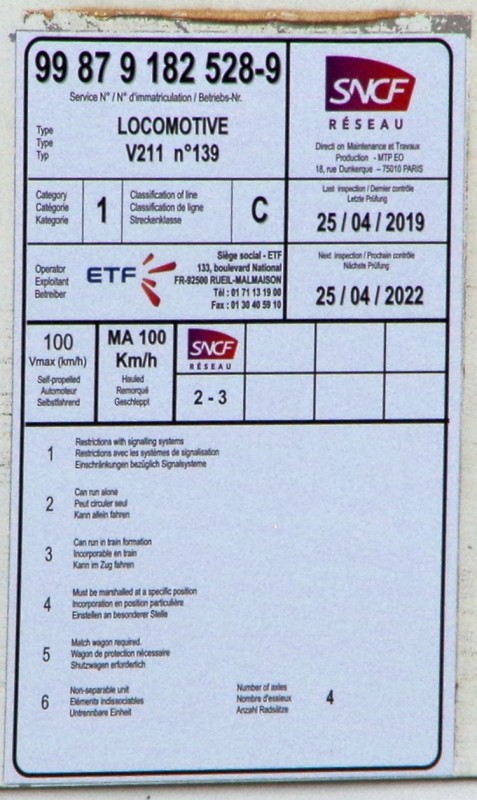 99 87 9 182 528-9
Service N° / N° d'immatriculation / Betriebs-Nr.
Type
Type
Typ
LOCOMOTIVE
V211 n°139
SNCF
RÉSEAU
Directi on Maintenance et Travaux
Production - MTP EO
18, rue Dunkerque - 75010 PARIS
Category
Catégorie
Kategorie
1
Classification of line
Classification de ligne
Streckenklasse
C
Last inspection / Dernier contrôle
Letzte Prüfung
25 / 04 / 2019
Operator
Exploitant
Betreiber
ETF
Siège social - ETF
133, boulevard National
FR-92500 RUEIL-MALMAISON
Tél : 01 71 13 19 00
Fax : 01 30 40 59 10
Next inspection / Prochain contrôle
Nächste Prüfung
25 / 04 / 2022
100
Vmax (km/h)
Self-propelled
Automoteur
Selbstfahrend
MA 100
Km/h
Hauled
Remorqué
Geschleppt
SNCF
RÉSEAU
2 - 3
1
Restrictions with signalling systems
Restrictions avec les systèmes de signalisation
Einschränkungen bezüglich Signalsysteme
2
Can run alone
Peut circuler seul
Kann allein fahren
3
Can run in train formation
Incorporable en train
Kann im Zug fahren
4
Must be marshalled at a specific position
Incorporation en position particulière
Einstellen an besonderer Stelle
5
Match wagon required.
Wagon de protection nécessaire
Shutzwagen erforderlich
6
Non-separable unit
Eléments indissociables
Untrennbare Einheit
Number of axles
Nombre d'essieux
Anzahl Radsätze
4